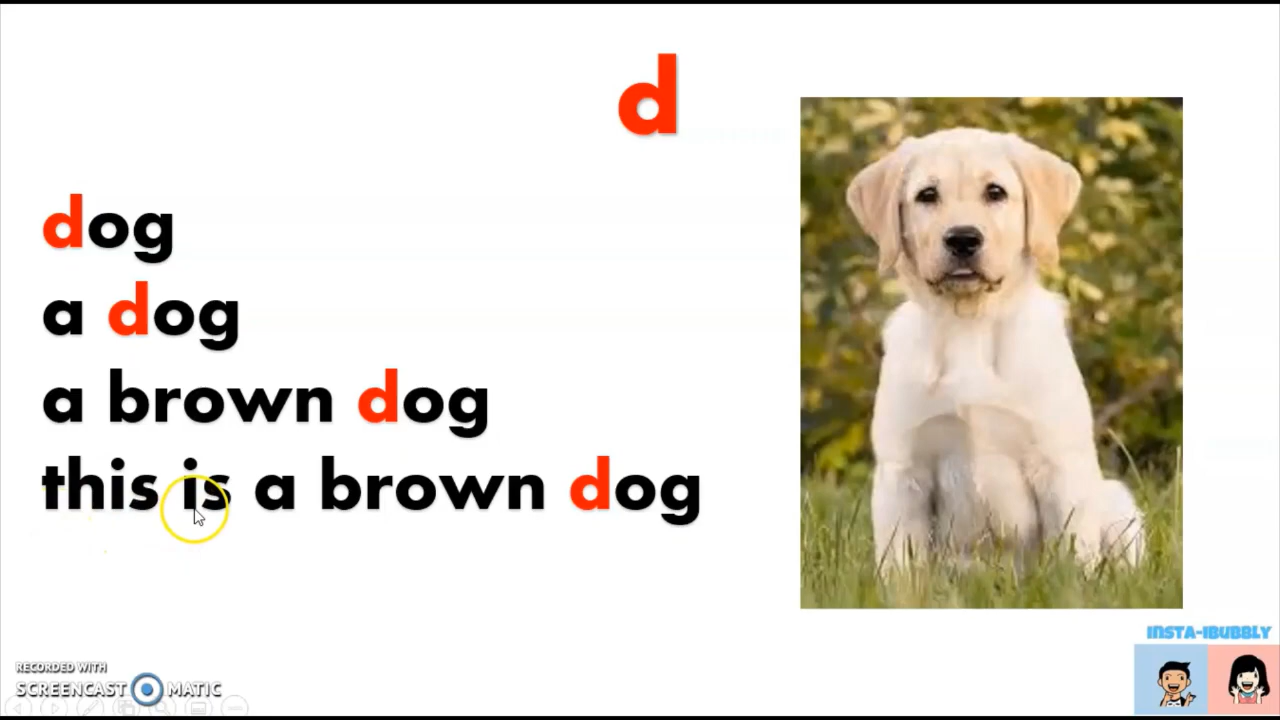 d
dog
a dog
a brown dog
this is a brown dog
INSTA-IBUBBLY
RECORDED WITH
SCREENCAST MATIC